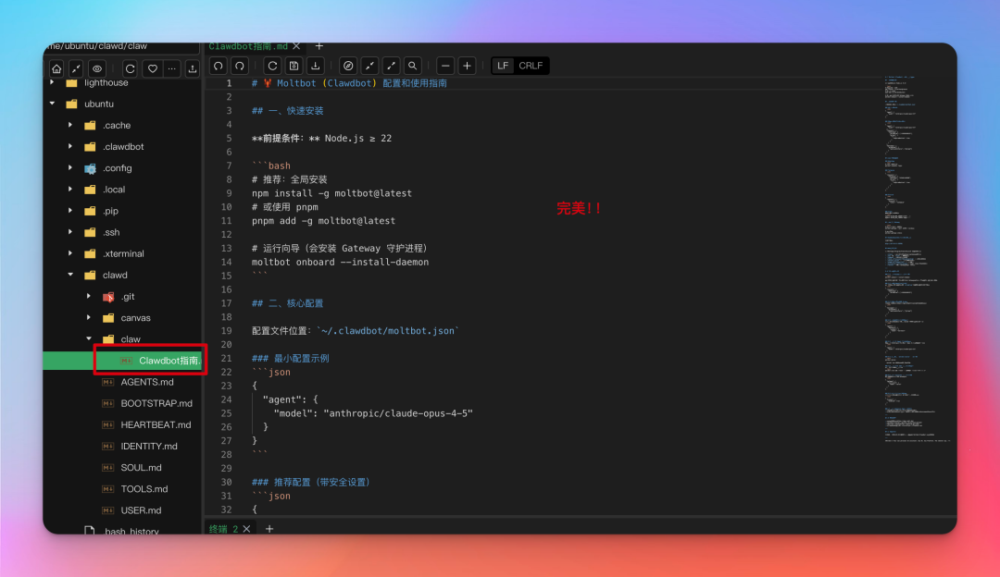 me/ubuntu/clawd/claw
lighthouse
ubuntu
.cache
.clawdbot
.config
.local
.pip
.ssh
.xterminal
clawd
.git
canvas
claw
Clawdbot指南.
AGENTS.md
BOOTSTRAP.md
HEARTBEAT.md
IDENTITY.md
SOUL.md
TOOLS.md
USER.md
bash_history
Clawdbot指南.md
LF CRLF
1 # 🦞 Moltbot (Clawdbot) 配置和使用指南
2
3 ## 一、快速安装
4
5 **前提条件：** Node.js ≥ 22
6
7 ```bash
8 # 推荐：全局安装
9 npm install -g moltbot@latest
10 # 或使用 pnpm
11 pnpm add -g moltbot@latest
12
13 # 运行向导（会安装 Gateway 守护进程）
14 moltbot onboard --install-daemon
15 ```
16
17 ## 二、核心配置
18
19 配置文件位置：`~/.clawdbot/moltbot.json`
20
21 ### 最小配置示例
22 ```json
23 {
24 "agent": {
25 "model": "anthropic/claude-opus-4-5"
26 }
27 }
28 ```
29
30 ### 推荐配置（带安全设置）
31 ```json
32 {
完美!!
终端 2